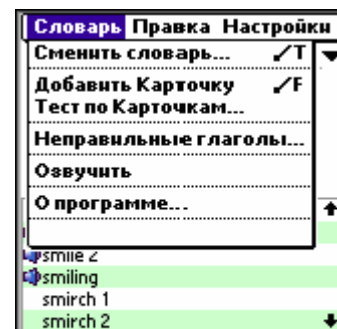 Словарь Правка Настройки
Сменить словарь... ⁄T
Добавить Карточку ⁄F
Тест по Карточкам...
Неправильные глаголы...
Озвучить
О программе...
smile 2
smiling
smirch 1
smirch 2